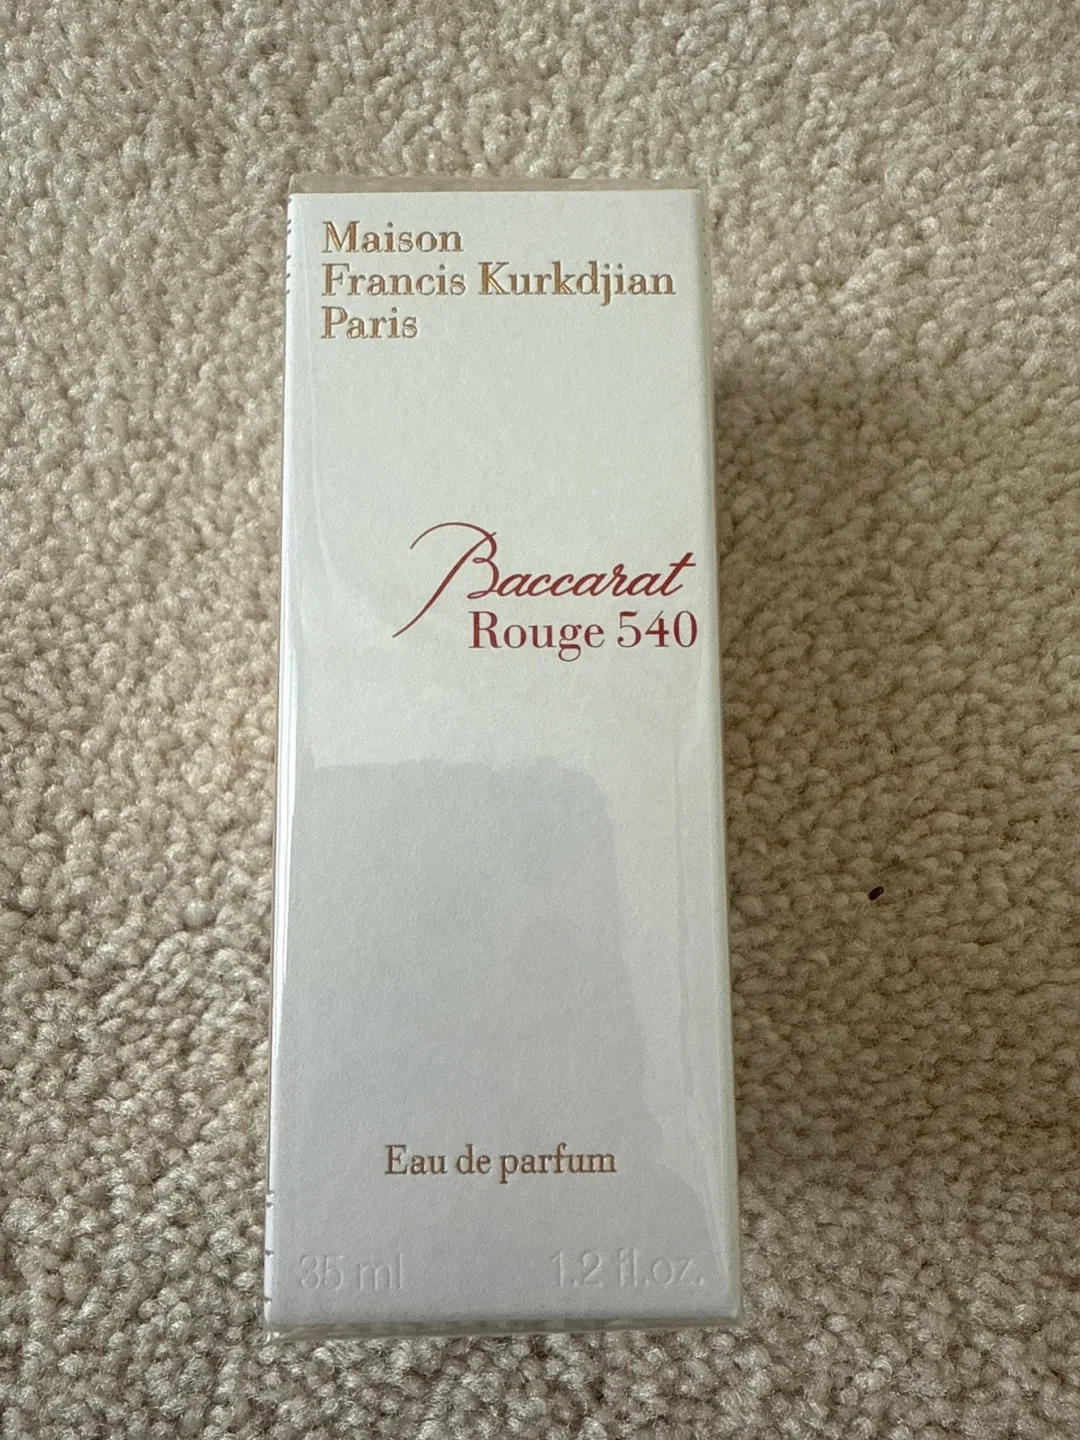 Maison
Francis Kurkdjian
Paris
Baccarat
Rouge 540
Eau de parfum
35 ml 1.2 fl.oz.